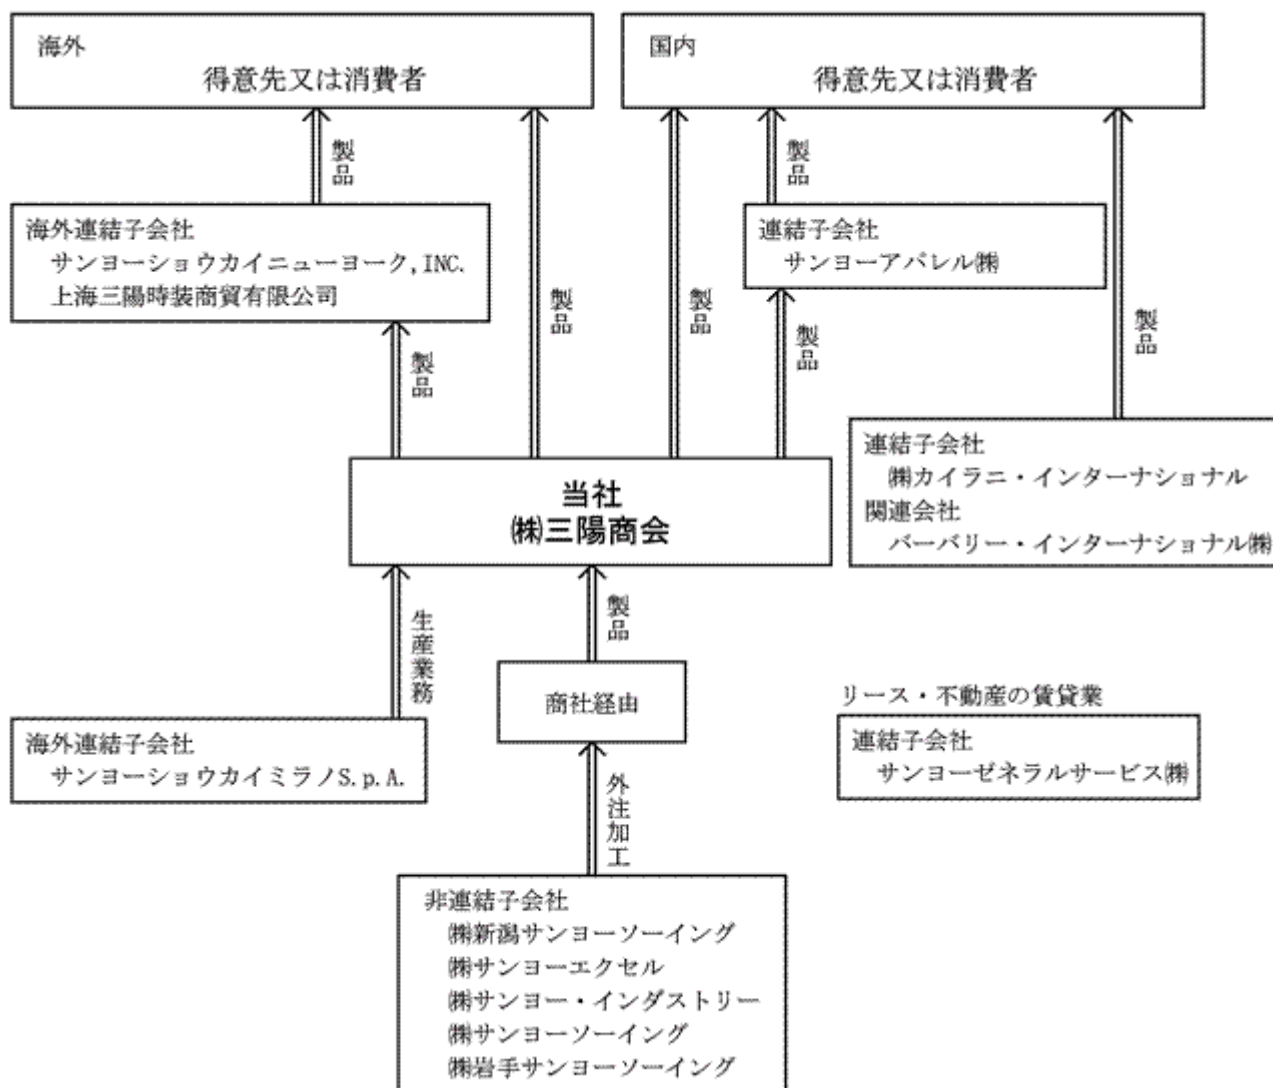 海外
得意先又は消費者
国内
得意先又は消費者
製品
製品
海外連結子会社
サンヨーショウカイニューヨーク,INC.
上海三陽時装商貿有限公司
連結子会社
サンヨーアパレル㈱
製品
製品
製品
製品
製品
連結子会社
㈱カイラニ・インターナショナル
関連会社
バーバリー・インターナショナル㈱
当社
㈱三陽商会
生産業務
製品
商社経由
リース・不動産の賃貸業
海外連結子会社
サンヨーショウカイミラノS.p.A.
連結子会社
サンヨーゼネラルサービス㈱
外注加工
非連結子会社
㈱新潟サンヨーソーイング
㈱サンヨーエクセル
㈱サンヨー・インダストリー
㈱サンヨーソーイング
㈱岩手サンヨーソーイング